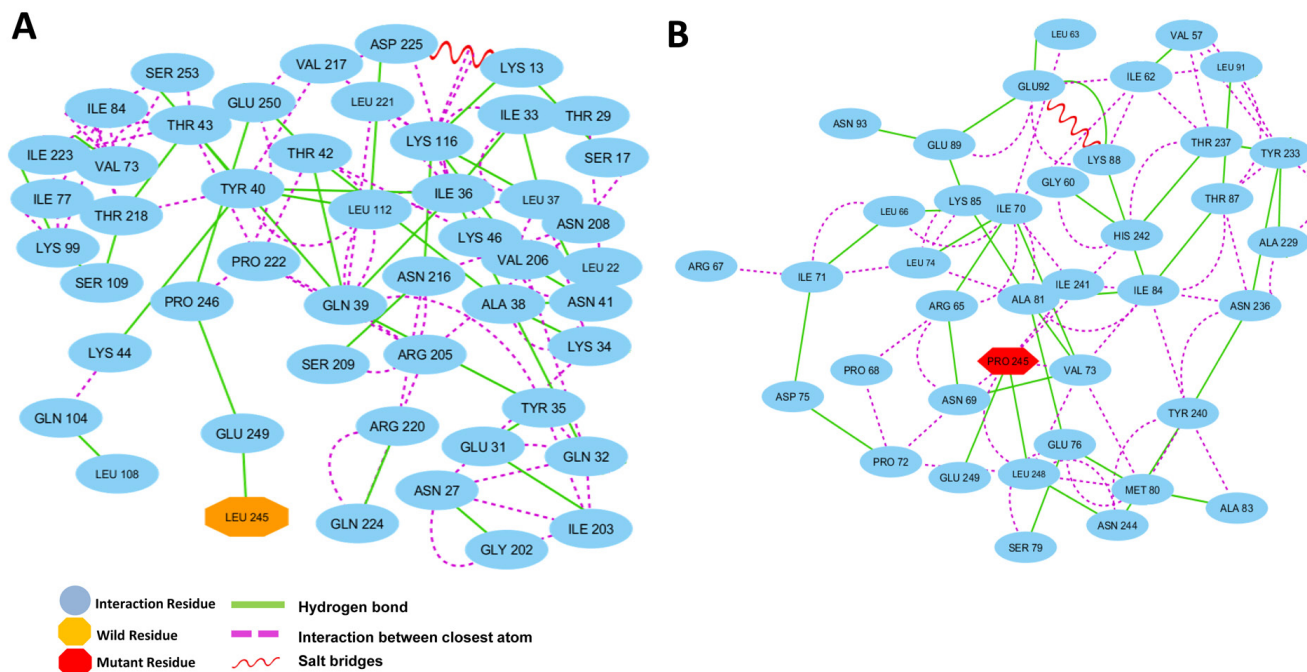 A
ASP 225
LYS 13
SER 253
VAL 217
ILE 84
GLU 250
LEU 221
ILE 33
THR 29
THR 43
LYS 116
SER 17
ILE 223
VAL 73
THR 42
ILE 77
TYR 40
ILE 36
LEU 37
THR 218
LEU 112
ASN 208
LYS 99
LYS 46
SER 109
PRO 222
ASN 216
VAL 206
LEU 22
PRO 246
GLN 39
ALA 38
ASN 41
LYS 44
SER 209
ARG 205
LYS 34
TYR 35
GLN 104
GLU 249
ARG 220
GLU 31
GLN 32
LEU 108
ASN 27
LEU 245
GLN 224
ILE 203
GLY 202
B
LEU 63
VAL 57
GLU92
ILE 62
LEU 91
ASN 93
GLU 89
LYS 88
THR 237
TYR 233
GLY 60
LYS 85
THR 87
LEU 66
ILE 70
HIS 242
ALA 229
ARG 67
ILE 71
LEU 74
ILE 241
ILE 84
ARG 65
ALA 81
ASN 236
PRO 245
PRO 68
VAL 73
ASP 75
ASN 69
TYR 240
GLU 76
PRO 72
GLU 249
LEU 248
MET 80
ALA 83
ASN 244
SER 79
Interaction Residue
Hydrogen bond
Wild Residue
Interaction between closest atom
Mutant Residue
Salt bridges